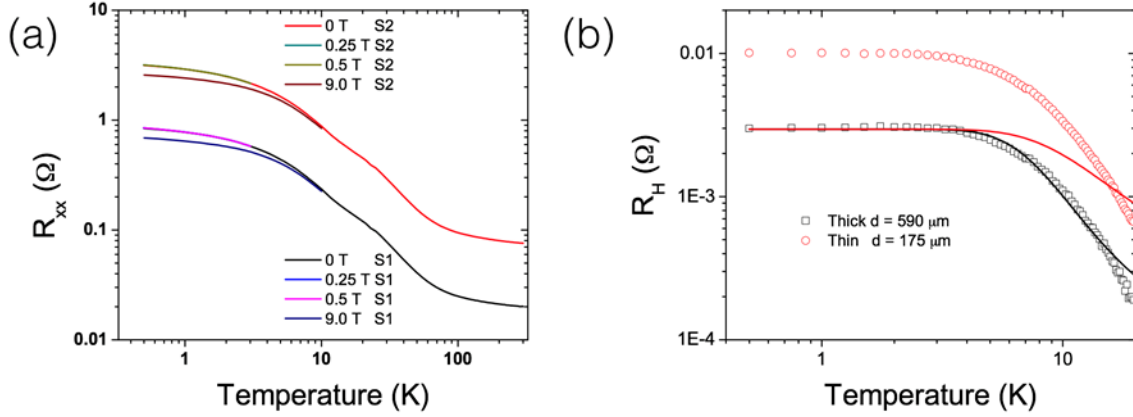 (a)
R_xx (Ω)
10
1
0.1
0.01
0 T S2
0.25 T S2
0.5 T S2
9.0 T S2
0 T S1
0.25 T S1
0.5 T S1
9.0 T S1
1 10 100
Temperature (K)
(b)
R_H (Ω)
0.01
1E-3
1E-4
Thick d = 590 μm
Thin d = 175 μm
1 10
Temperature (K)